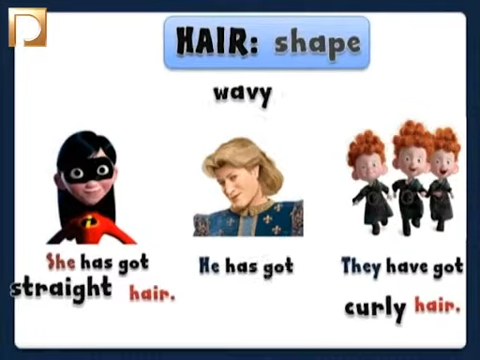 HAIR: shape
wavy
She has got
straight hair.
He has got
They have got
curly hair.